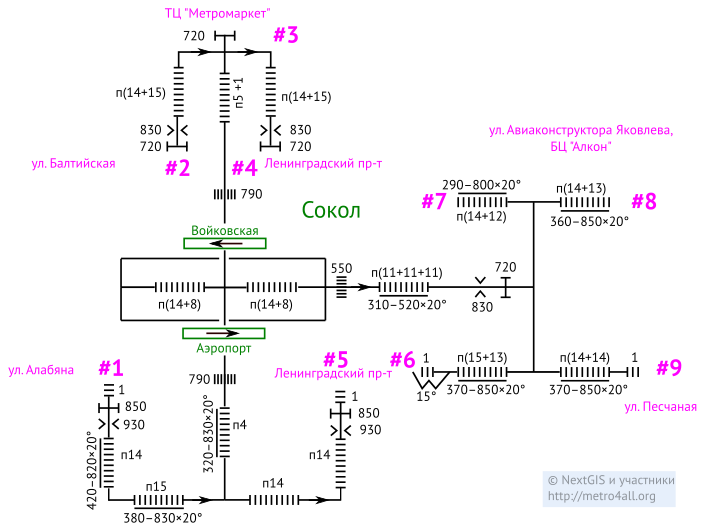 ТЦ "Метромаркет"
720
#3
п(14+15)
п5 +1
п(14+15)
830
830
720
720
ул. Балтийская
#2
#4
Ленинградский пр-т
790
Сокол
Войковская
ул. Авиаконструктора Яковлева,
БЦ "Алкон"
290–800×20°
#7
п(14+12)
п(14+13)
#8
360–850×20°
550
п(11+11+11)
720
310–520×20°
830
п(14+8)
п(14+8)
Аэропорт
ул. Алабяна
#1
1
850
930
420–820×20°
п14
п15
380–830×20°
790
320–830×20°
п4
п14
#5
Ленинградский пр-т
1
850
930
п14
#6
1
15°
п(15+13)
370–850×20°
п(14+14)
370–850×20°
1
#9
ул. Песчаная
© NextGIS и участники
http://metro4all.org